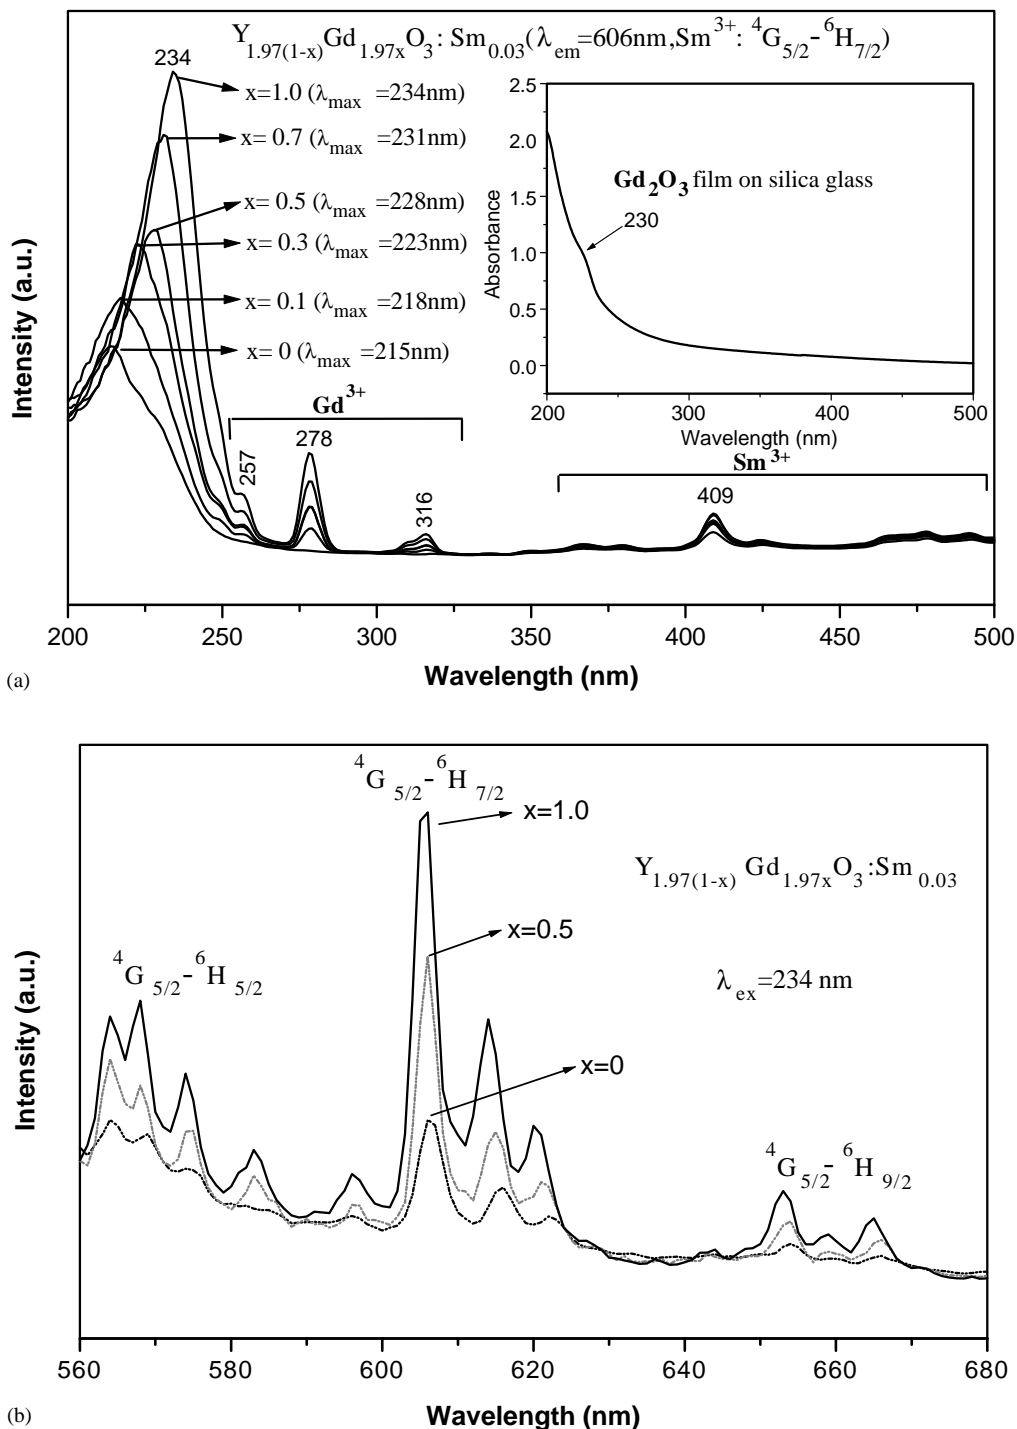 Y1.97(1-x)Gd1.97xO3: Sm0.03(λem=606nm,Sm3+: 4G5/2-6H7/2)
234
x=1.0 (λmax =234nm)
x= 0.7 (λmax =231nm)
x= 0.5 (λmax =228nm)
x= 0.3 (λmax =223nm)
x= 0.1 (λmax =218nm)
x= 0 (λmax =215nm)
Gd3+
257
278
316
Sm3+
409
Intensity (a.u.)
200 250 300 350 400 450 500
Wavelength (nm)
2.5
2.0
1.5
1.0
0.5
0.0
Absorbance
Gd2O3 film on silica glass
230
200 300 400 500
Wavelength (nm)
(a)
4G5/2-6H7/2
x=1.0
Y1.97(1-x) Gd1.97xO3:Sm0.03
x=0.5
4G5/2-6H5/2
λex=234 nm
x=0
4G5/2-6H9/2
Intensity (a.u.)
560 580 600 620 640 660 680
Wavelength (nm)
(b)